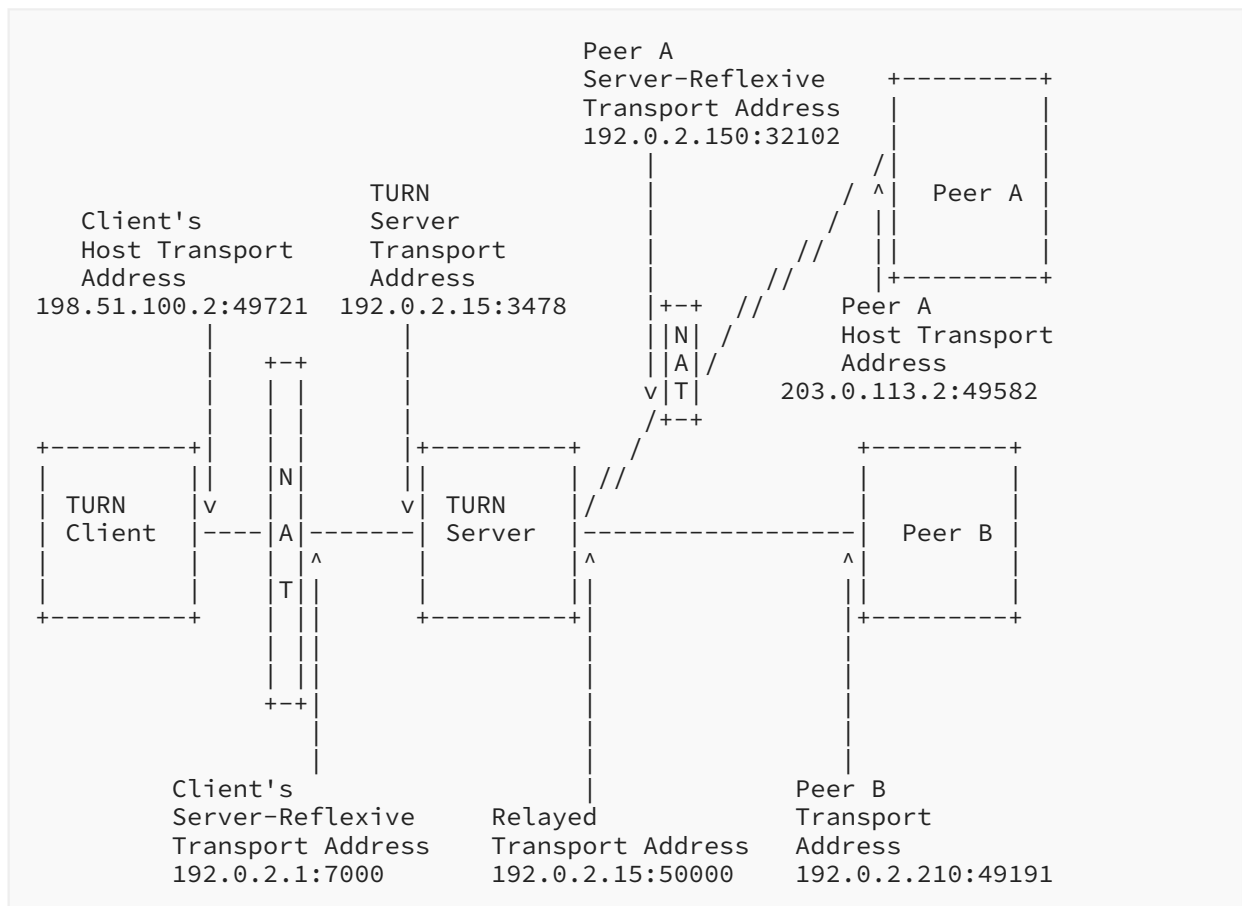 Peer A
Server-Reflexive
Transport Address
192.0.2.150:32102
Peer A
TURN
Server
Transport
Address
192.0.2.15:3478
Client's
Host Transport
Address
198.51.100.2:49721
N
A
T
Peer A
Host Transport
Address
203.0.113.2:49582
TURN
Client
N
A
T
TURN
Server
Peer B
Client's
Server-Reflexive
Transport Address
192.0.2.1:7000
Relayed
Transport Address
192.0.2.15:50000
Peer B
Transport
Address
192.0.2.210:49191